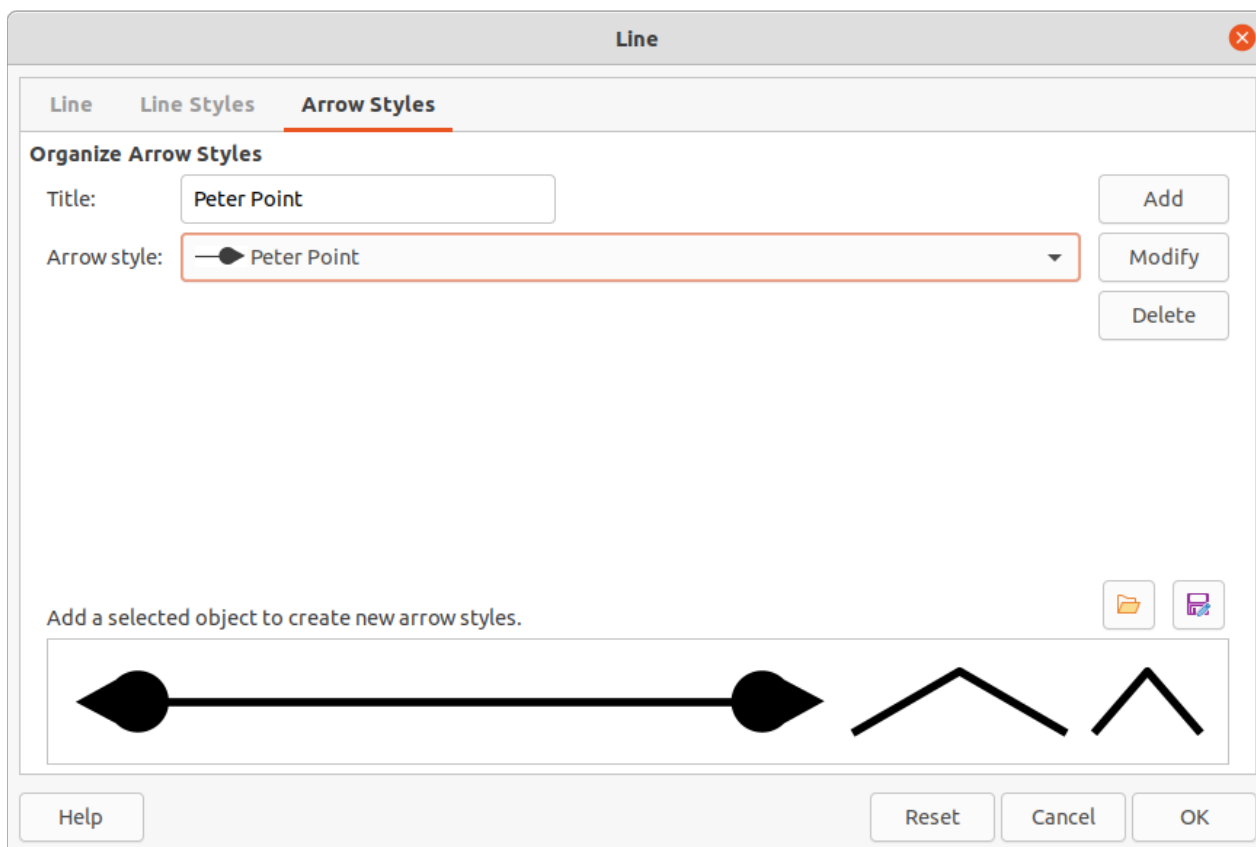 Line
Line Line Styles Arrow Styles
Organize Arrow Styles
Title: Peter Point Add
Arrow style: Peter Point Modify
Delete
Add a selected object to create new arrow styles.
Help Reset Cancel OK